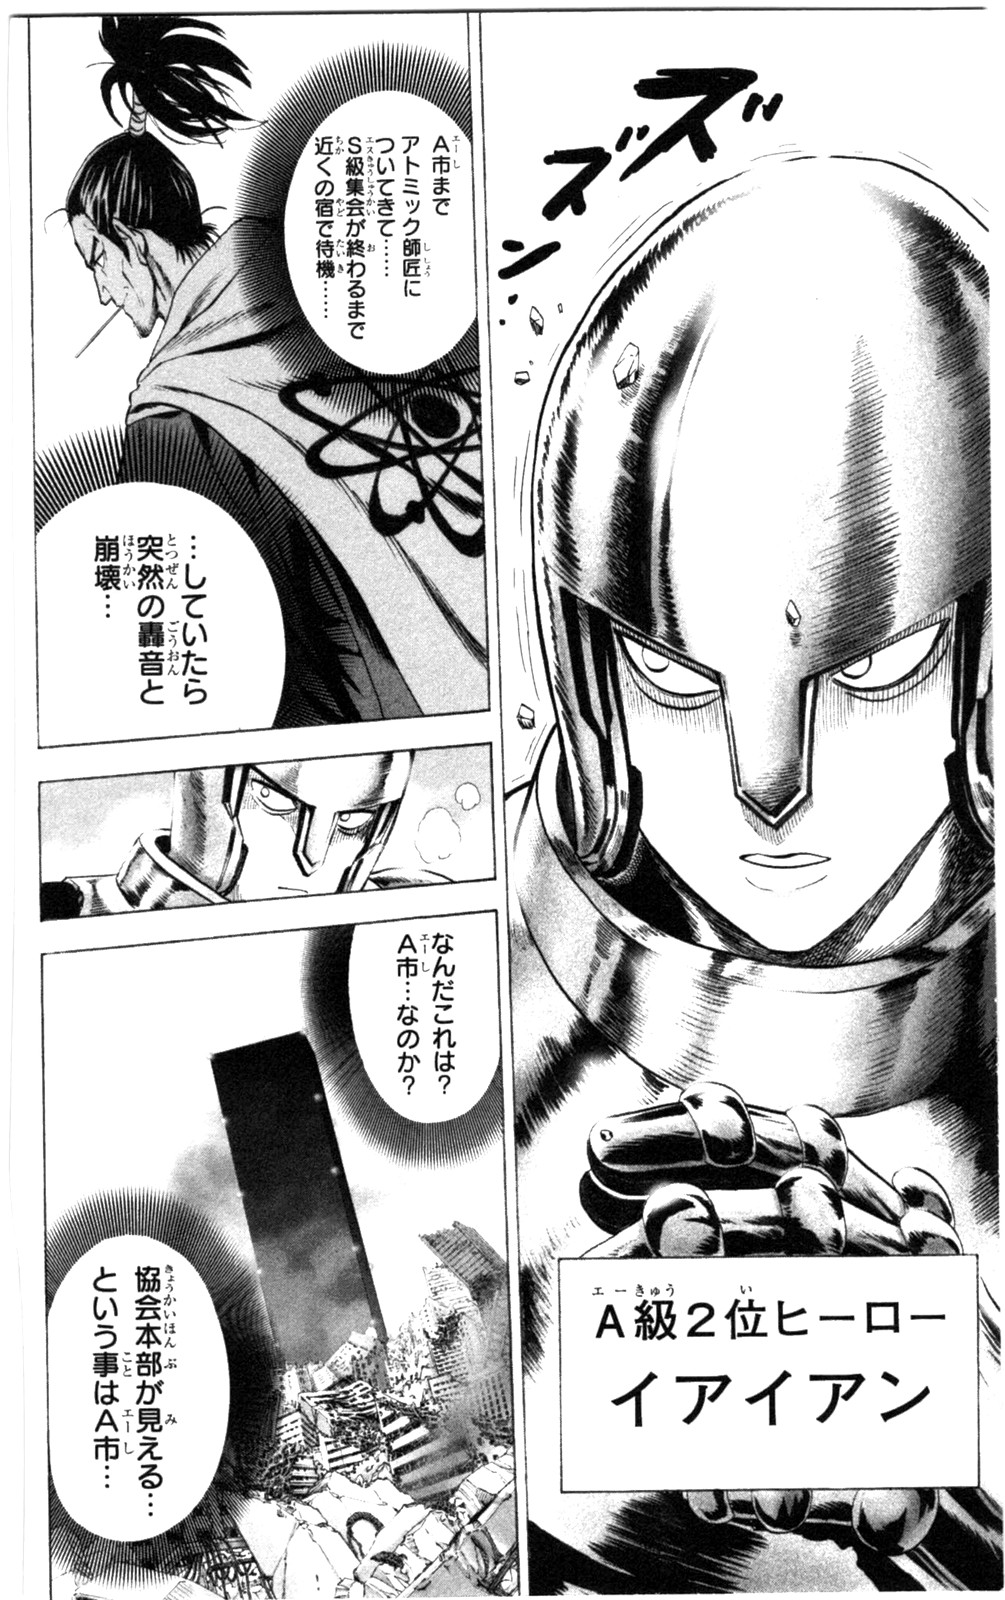 ズズズン
A級2位ヒーロー
イアイアン
A市まで
アトミック師匠に
ついてきて……
S級集会が終わるまで
近くの宿で待機……
…していたら
突然の轟音と
崩壊…
なんだこれは?
A市…なのか?
協会本部が見える…
という事はA市…